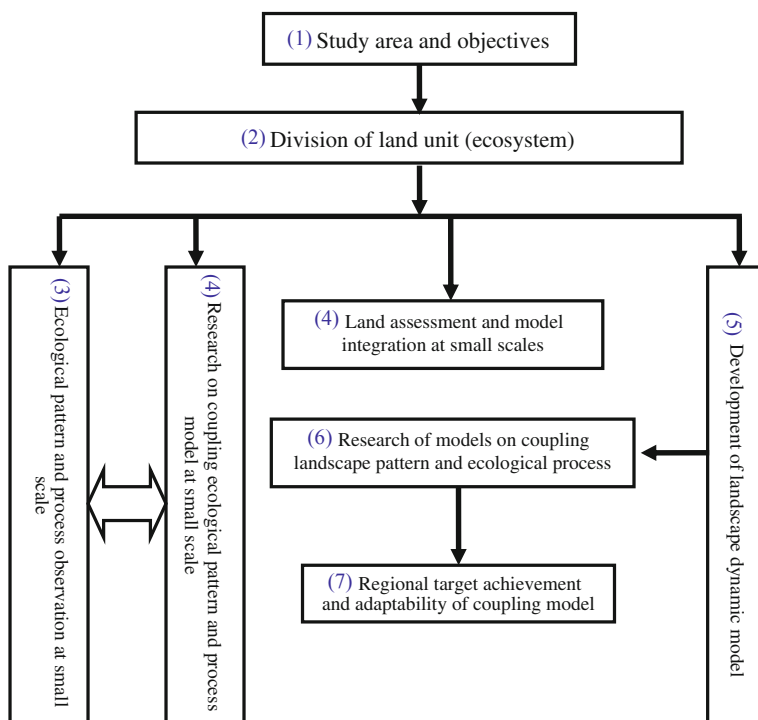 (1) Study area and objectives
(2) Division of land unit (ecosystem)
(3) Ecological pattern and process observation at small
scale
(4) Research on coupling ecological pattern and process
model at small scale
(4) Land assessment and model
integration at small scales
(5) Development of landscape dynamic model
(6) Research of models on coupling
landscape pattern and ecological process
(7) Regional target achievement
and adaptability of coupling model